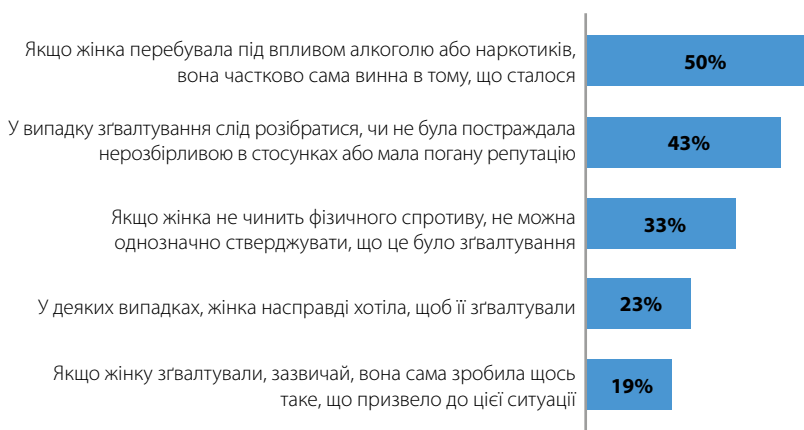 Якщо жінка перебувала під впливом алкоголю або наркотиків,
вона частково сама винна в тому, що сталося
50%
У випадку зґвалтування слід розібратися, чи не була постраждала
нерозбірливою в стосунках або мала погану репутацію
43%
Якщо жінка не чинить фізичного спротиву, не можна
однозначно стверджувати, що це було зґвалтування
33%
У деяких випадках, жінка насправді хотіла, щоб її зґвалтували
23%
Якщо жінку зґвалтували, зазвичай, вона сама зробила щось
таке, що призвело до цієї ситуації
19%